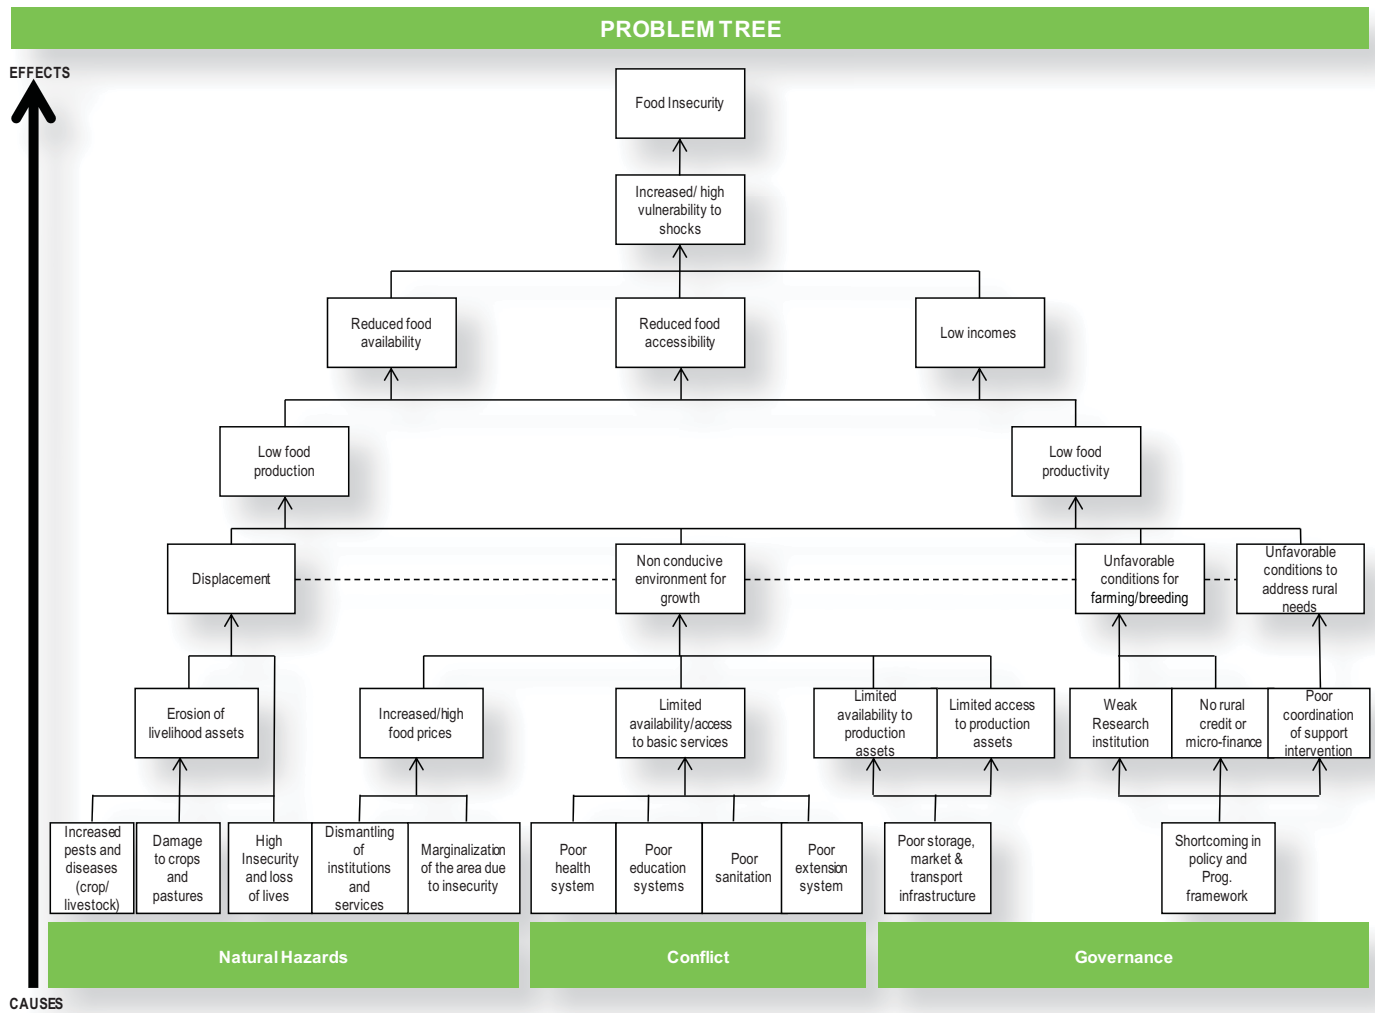 PROBLEM TREE
EFFECTS
Food Insecurity
Increased/ high
vulnerability to
shocks
Reduced food
availability
Reduced food
accessibility
Low incomes
Low food
production
Low food
productivity
Displacement
Non conducive
environment for
growth
Unfavorable
conditions for
farming/breeding
Unfavorable
conditions to
address rural
needs
Erosion of
livelihood assets
Increased/high
food prices
Limited
availability/access
to basic services
Limited
availability to
production
assets
Limited access
to production
assets
Weak
Research
institution
No rural
credit or
micro-finance
Poor
coordination
of support
intervention
Increased
pests and
diseases
(crop/
livestock)
Damage
to crops
and
pastures
High
Insecurity
and loss
of lives
Dismantling
of
institutions
and
services
Marginalization
of the area due
to insecurity
Poor
health
system
Poor
education
systems
Poor
sanitation
Poor
extension
system
Poor storage,
market &
transport
infrastructure
Shortcoming in
policy and
Prog.
framework
Natural Hazards
Conflict
Governance
CAUSES